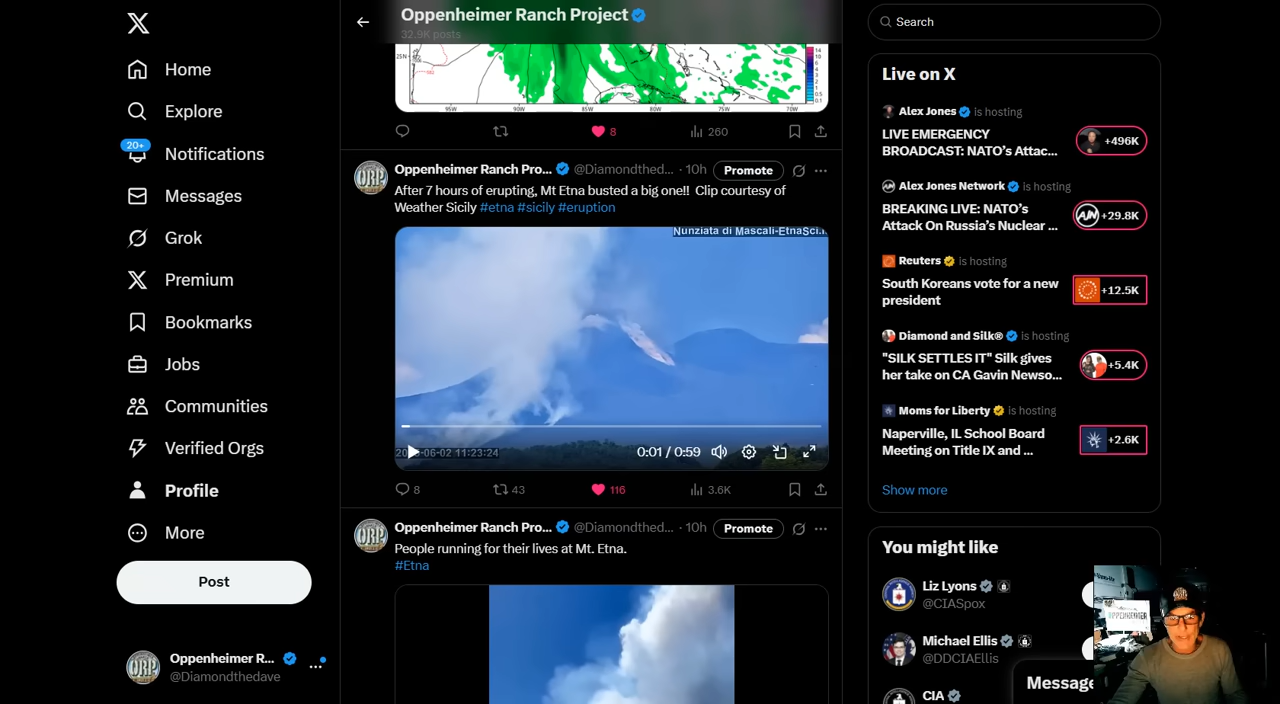 Home
Explore
20+
Notifications
Messages
Grok
Premium
Bookmarks
Jobs
Communities
Verified Orgs
Profile
More
Post
Oppenheimer R...
@Diamondthedave
Oppenheimer Ranch Project
32.9K posts
25N
95W 90W 85W 80W 75W 70W
8
260
Oppenheimer Ranch Pro... @Diamondthed... · 10h Promote
After 7 hours of erupting, Mt Etna busted a big one!! Clip courtesy of
Weather Sicily #etna #sicily #eruption
Nunziata di Mascali-EtnaSci.
-06-02 11:23:24
0:01 / 0:59
8 43 116 3.6K
Oppenheimer Ranch Pro... @Diamondthed... · 10h Promote
People running for their lives at Mt. Etna.
#Etna
Search
Live on X
Alex Jones is hosting
LIVE EMERGENCY
BROADCAST: NATO’s Attac...
+496K
Alex Jones Network is hosting
BREAKING LIVE: NATO’s
Attack On Russia’s Nuclear ...
+29.8K
Reuters is hosting
South Koreans vote for a new
president
+12.5K
Diamond and Silk® is hosting
"SILK SETTLES IT" Silk gives
her take on CA Gavin Newso...
+5.4K
Moms for Liberty is hosting
Naperville, IL School Board
Meeting on Title IX and ...
+2.6K
Show more
You might like
Liz Lyons
@CIASpox
Michael Ellis
@DDCIAEllis
CIA
Message